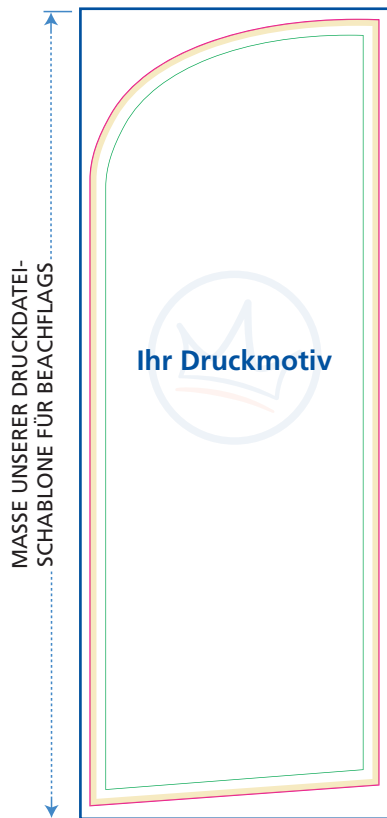 MASSE UNSERER DRUCKDATEI-
SCHABLONE FÜR BEACHFLAGS
Ihr Druckmotiv